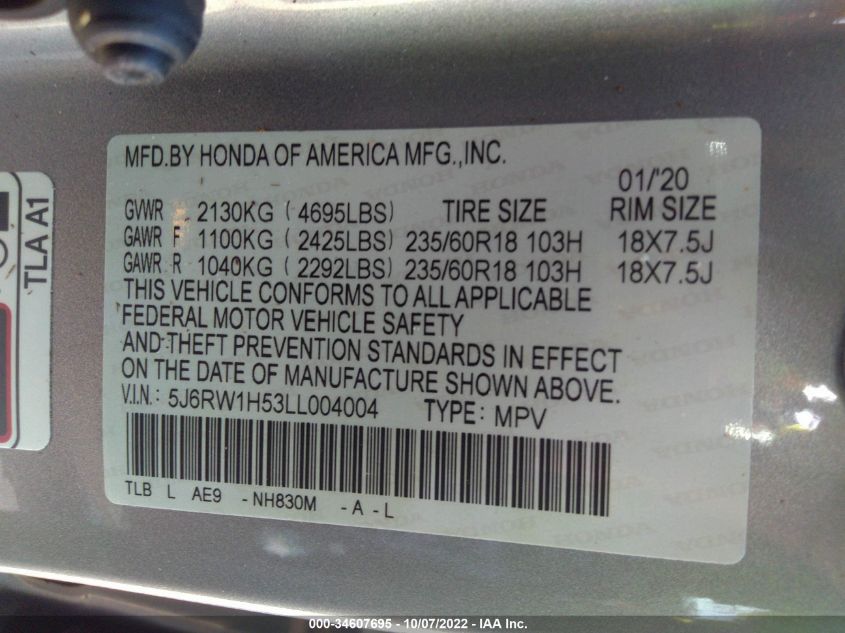 MFD.BY HONDA OF AMERICA MFG.,INC.
01/'20
GVWR 2130KG ( 4695LBS) TIRE SIZE RIM SIZE
GAWR F 1100KG ( 2425LBS) 235/60R18 103H 18X7.5J
GAWR R 1040KG ( 2292LBS) 235/60R18 103H 18X7.5J
THIS VEHICLE CONFORMS TO ALL APPLICABLE
FEDERAL MOTOR VEHICLE SAFETY
AND THEFT PREVENTION STANDARDS IN EFFECT
ON THE DATE OF MANUFACTURE SHOWN ABOVE.
V.I.N.: 5J6RW1H53LL004004 TYPE: MPV
TLB L AE9 -NH830M -A-L
TLA A1
000-34607695 - 10/07/2022 - IAA Inc.